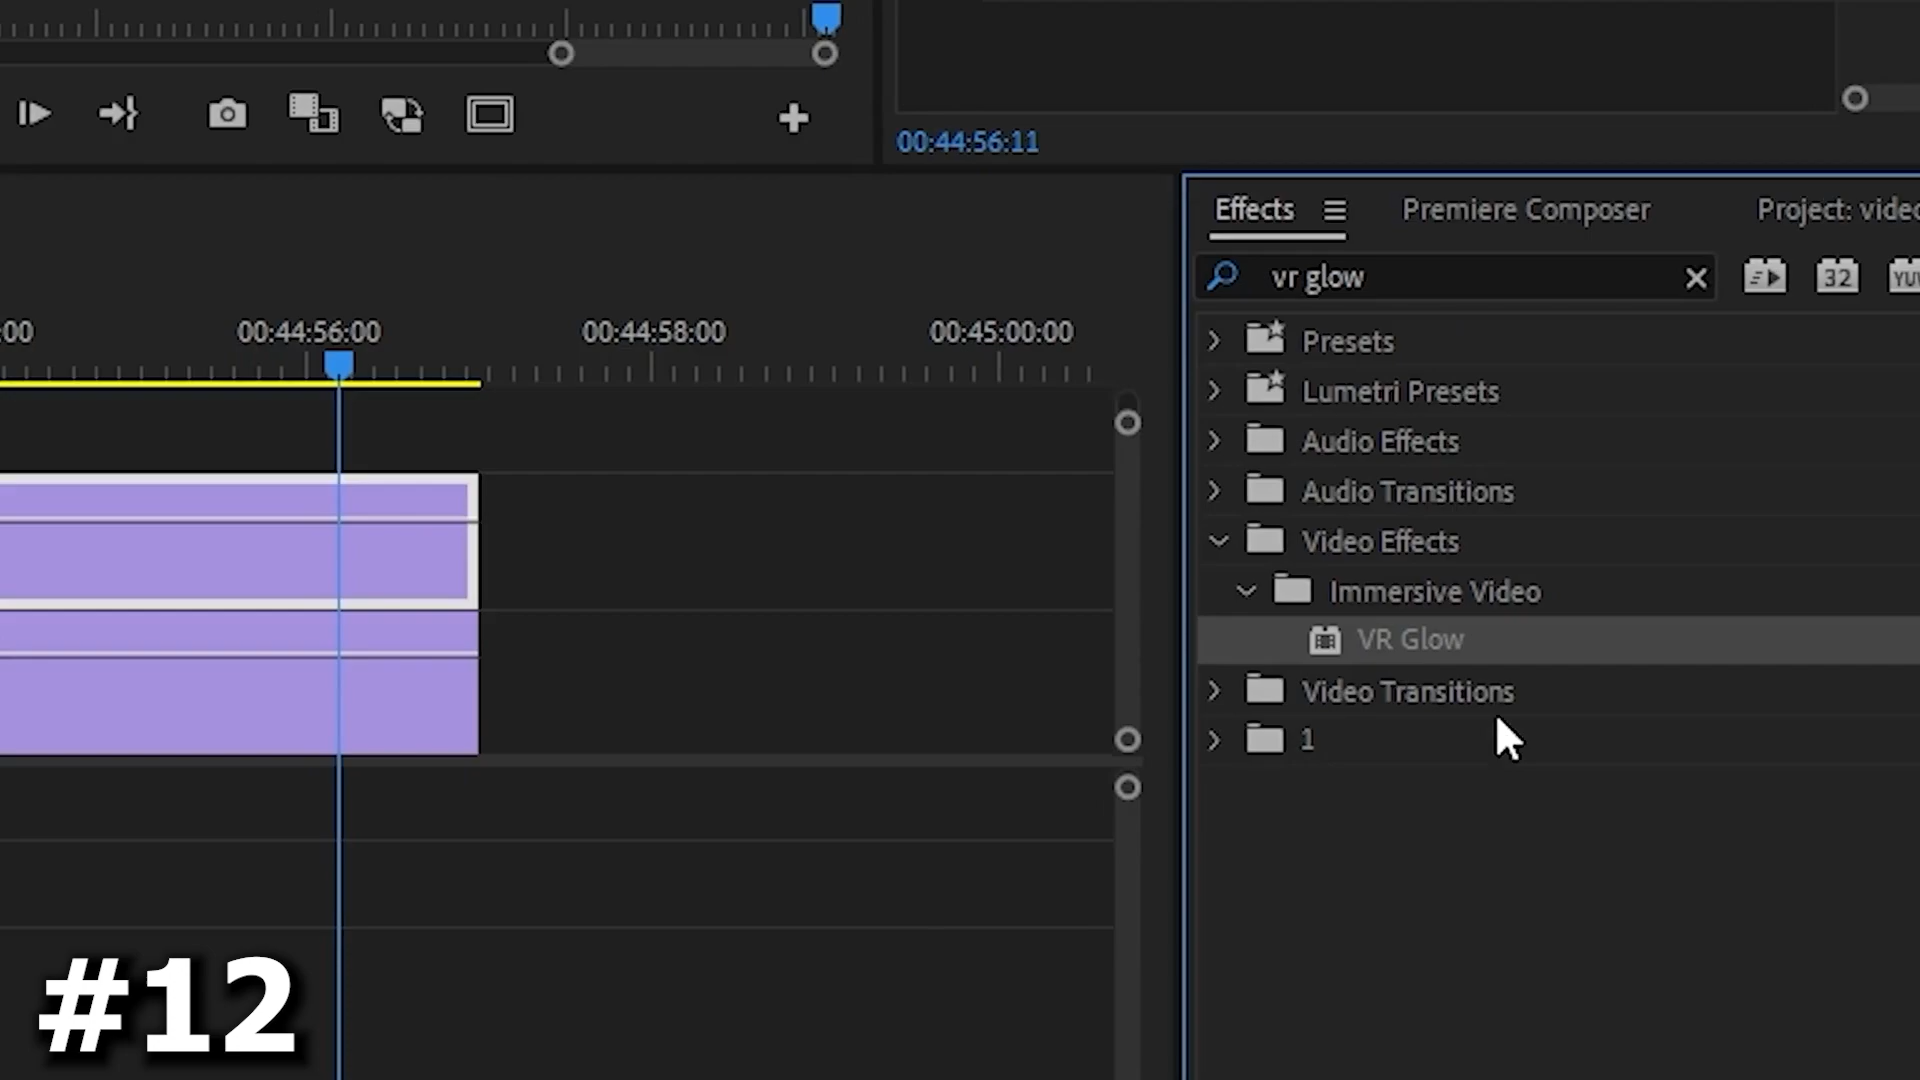 00:44:56:11
Effects Premiere Composer Project: video
vr glow 32 YUV
:00 00:44:56:00 00:44:58:00 00:45:00:00
Presets
Lumetri Presets
Audio Effects
Audio Transitions
Video Effects
Immersive Video
VR Glow
Video Transitions
1
#12